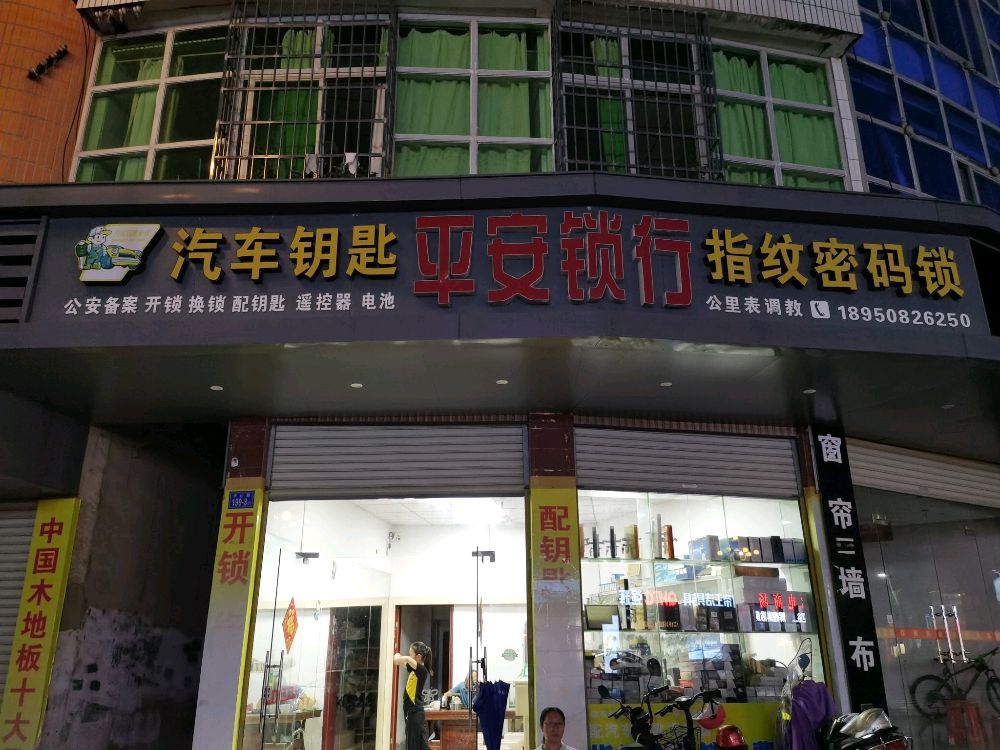 汽车钥匙 平安锁行 指纹密码锁
公安备案 开锁 换锁 配钥匙 遥控器 电池
公里表调教 18950826250
中国木地板十大
189-3
开锁
配钥匙
窗帘 墙布